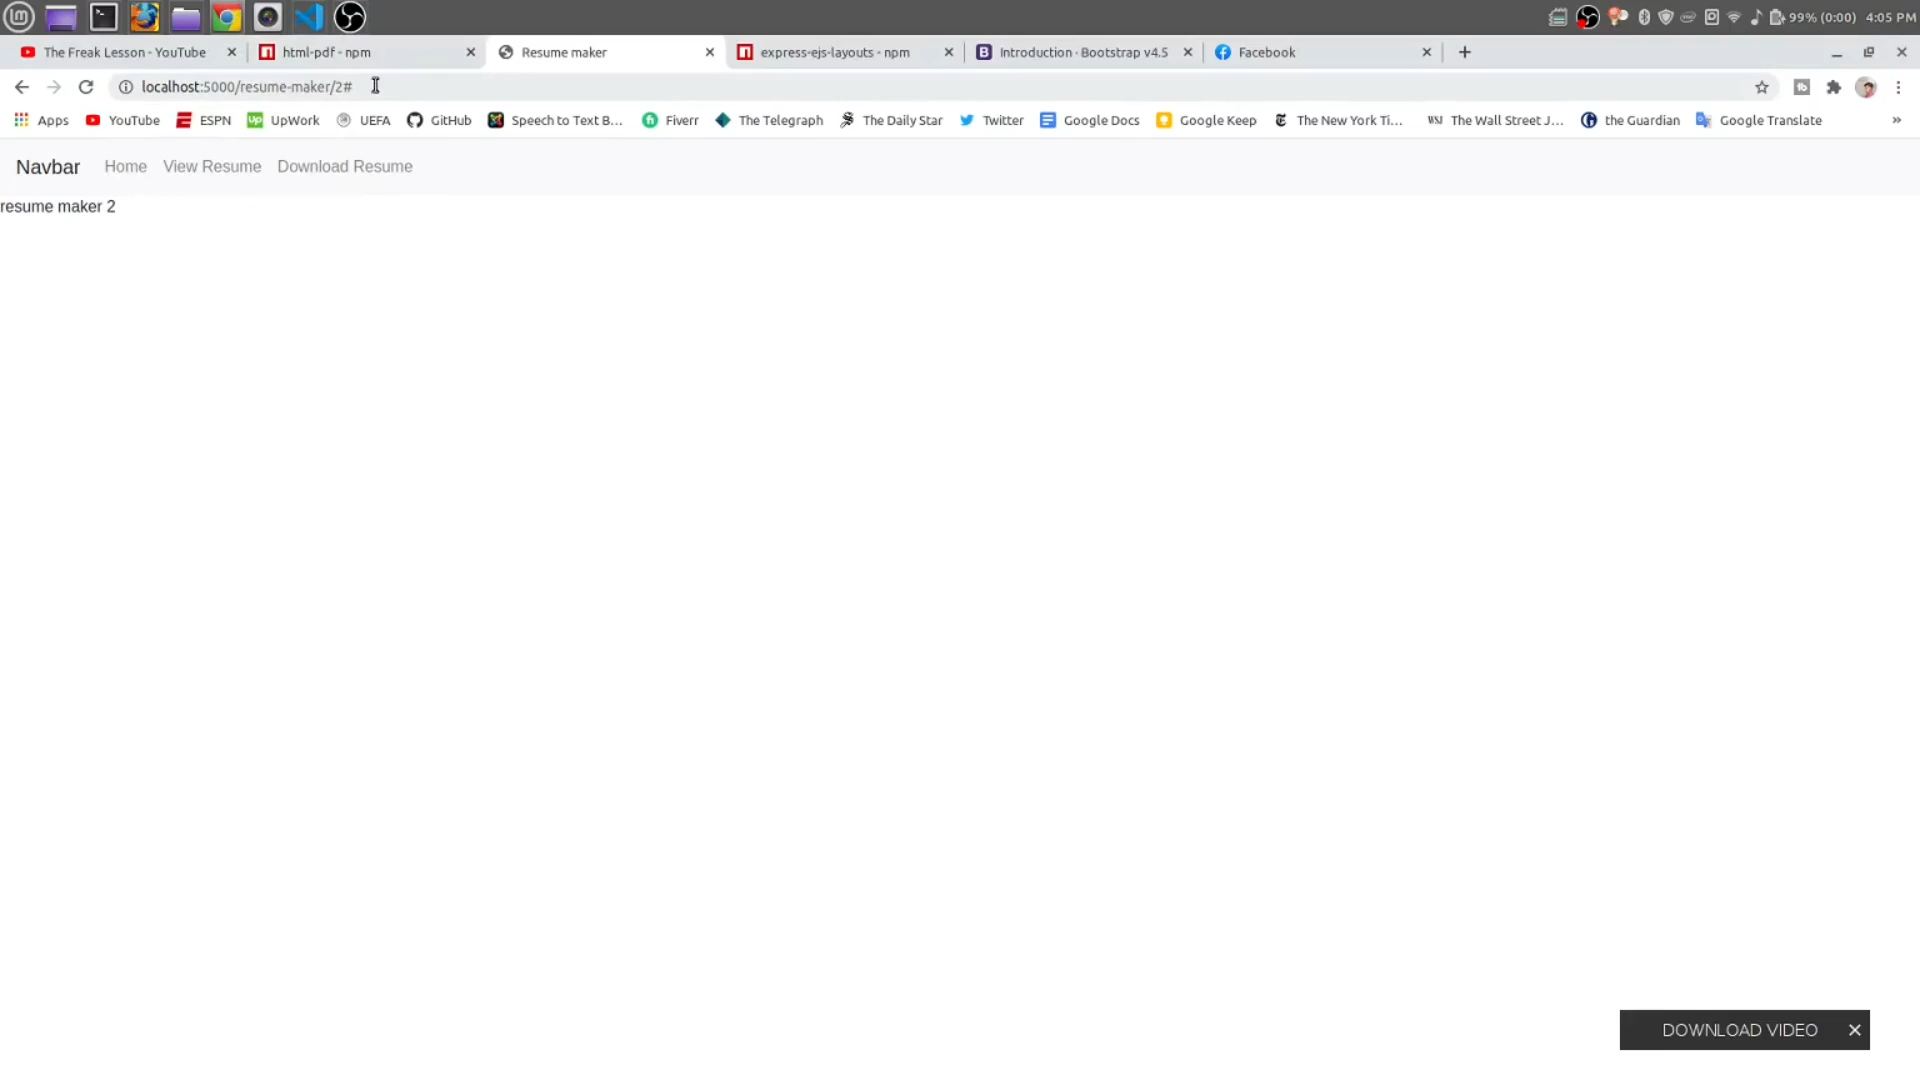 99% (0:00) 4:05 PM
The Freak Lesson - YouTube
html-pdf - npm
Resume maker
express-ejs-layouts - npm
Introduction · Bootstrap v4.5
Facebook
localhost:5000/resume-maker/2#
Apps
YouTube
ESPN
UpWork
UEFA
GitHub
Speech to Text B...
Fiverr
The Telegraph
The Daily Star
Twitter
Google Docs
Google Keep
The New York Ti...
WSJ The Wall Street J...
the Guardian
Google Translate
»
Navbar Home View Resume Download Resume
resume maker 2
DOWNLOAD VIDEO